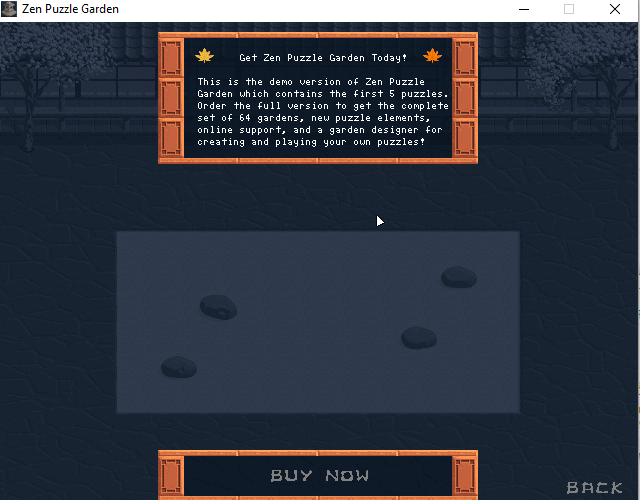 Zen Puzzle Garden
Get Zen Puzzle Garden Today!
This is the demo version of Zen Puzzle
Garden which contains the first 5 puzzles.
Order the full version to get the complete
set of 64 gardens, new puzzle elements,
online support, and a garden designer for
creating and playing your own puzzles!
BUY NOW
BACK